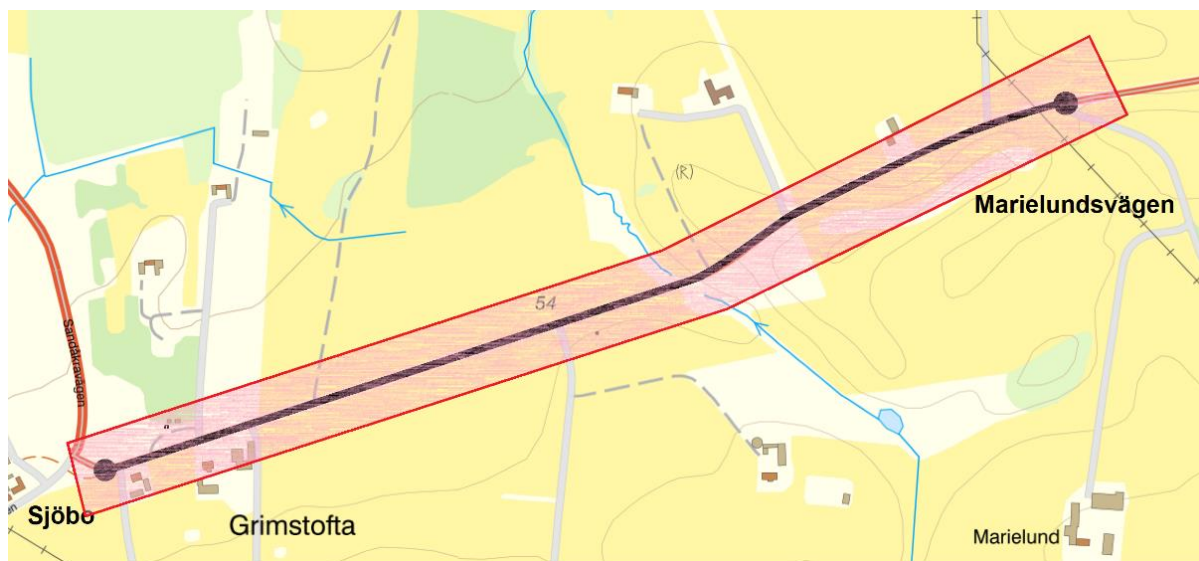 (R)
Marielundsvägen
54
Sandåkravägen
Sjöbo
Grimstofta
Marielund